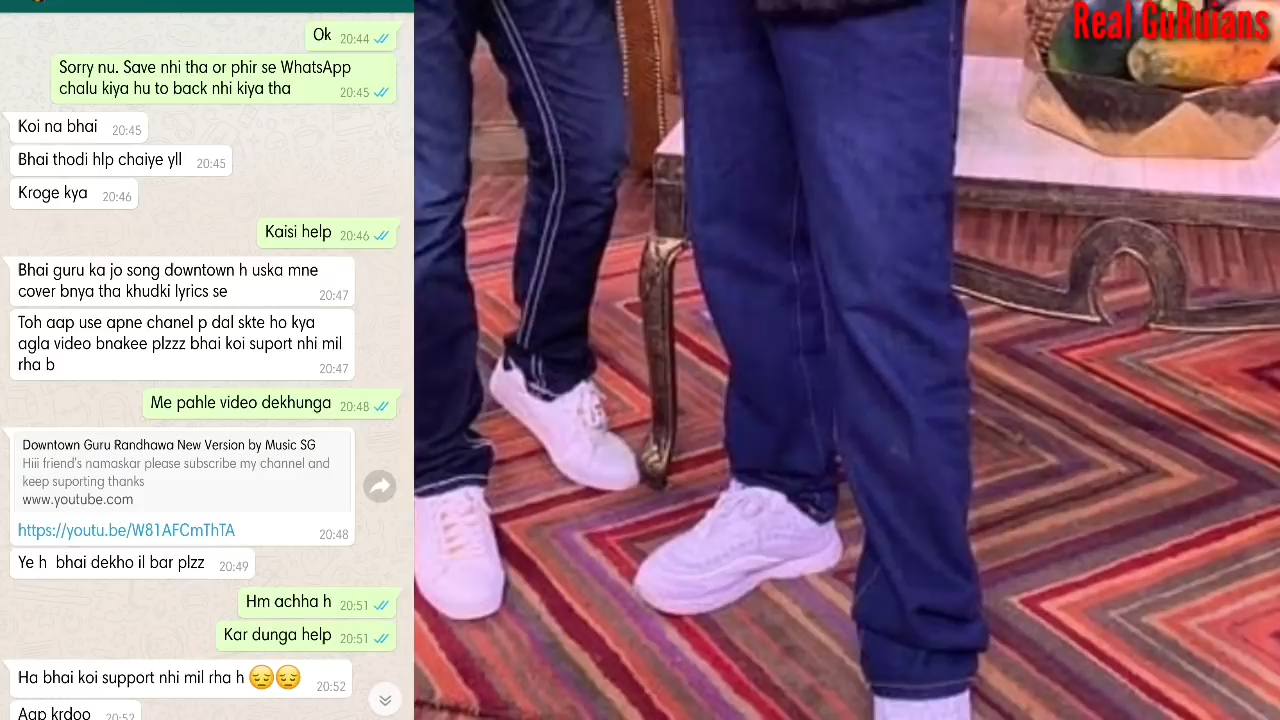 Ok 20:44
Sorry nu. Save nhi tha or phir se WhatsApp
chalu kiya hu to back nhi kiya tha 20:45
Koi na bhai 20:45
Bhai thodi hlp chaiye yll 20:45
Kroge kya 20:46
Kaisi help 20:46
Bhai guru ka jo song downtown h uska mne
cover bnya tha khudki lyrics se 20:47
Toh aap use apne chanel p dal skte ho kya
agla video bnakee plzzz bhai koi suport nhi mil
rha b 20:47
Me pahle video dekhunga 20:48
Downtown Guru Randhawa New Version by Music SG
Hiii friend's namaskar please subscribe my channel and
keep suporting thanks
www.youtube.com
https://youtu.be/W81AFCmThTA 20:48
Ye h bhai dekho il bar plzz 20:49
Hm achha h 20:51
Kar dunga help 20:51
Ha bhai koi support nhi mil rha h 😔😔 20:52
Aap krdoo 20:52
Real GuRuians